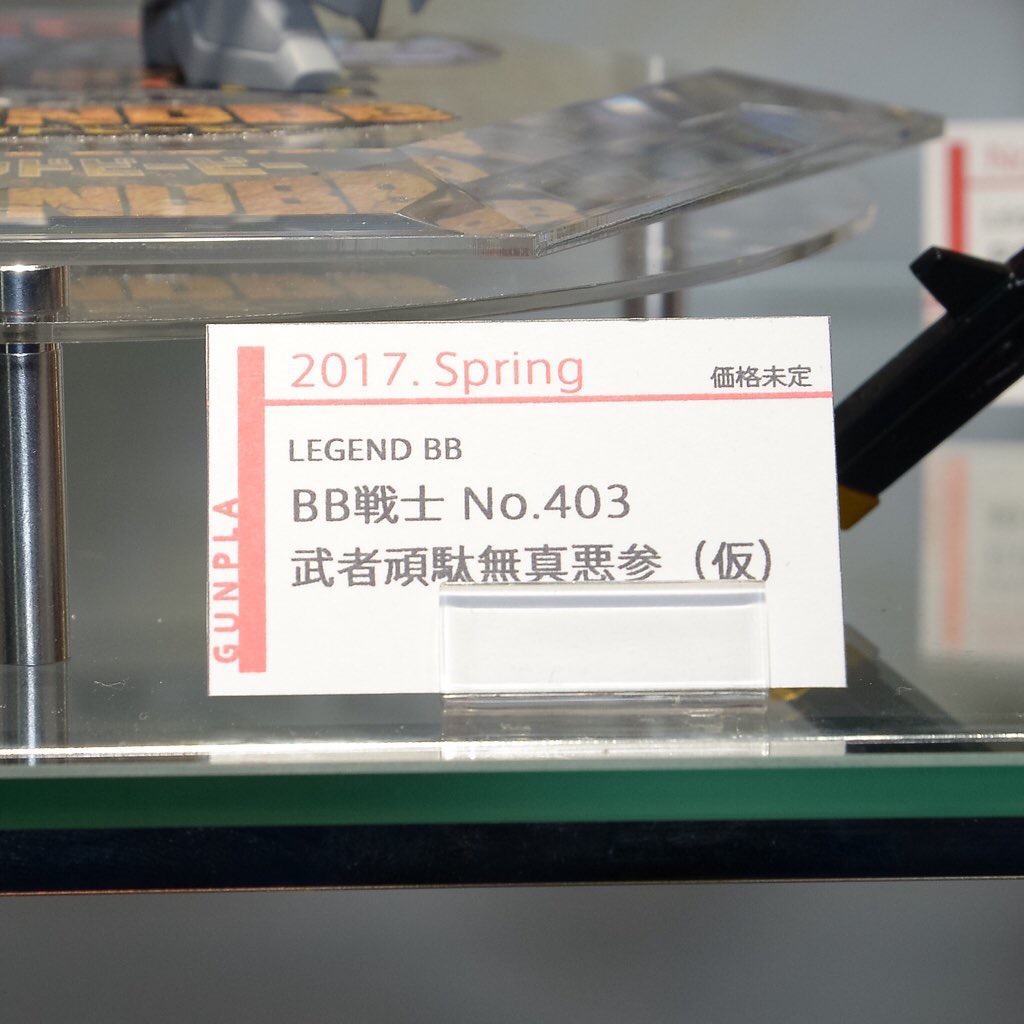 2017. Spring
価格未定
LEGEND BB
BB戦士 No.403
武者頑駄無真悪参（仮）
GUNPLA